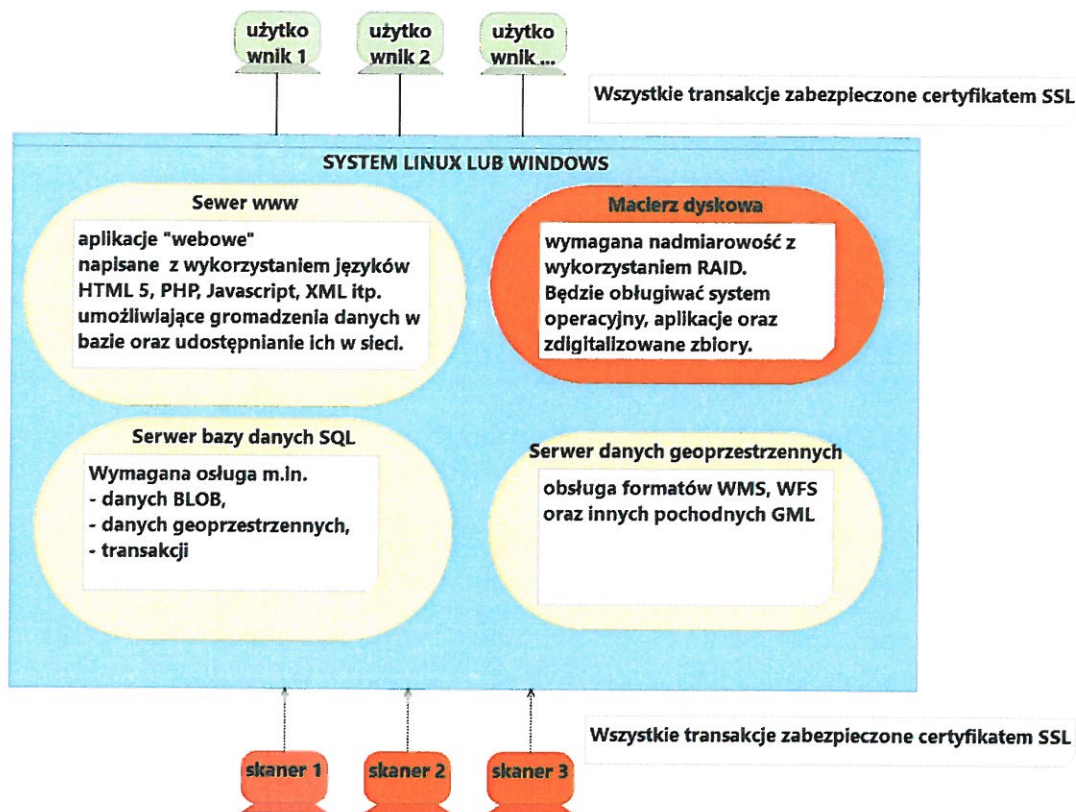 użytko
wnik 1
użytko
wnik 2
użytko
wnik ...
Wszystkie transakcje zabezpieczone certyfikatem SSL
SYSTEM LINUX LUB WINDOWS
Sewer www
aplikacje "webowe"
napisane z wykorzystaniem języków
HTML 5, PHP, Javascript, XML itp.
umożliwiające gromadzenia danych w
bazie oraz udostępnianie ich w sieci.
Macierz dyskowa
wymagana nadmiarowość z
wykorzystaniem RAID.
Będzie obługiwać system
operacyjny, aplikacje oraz
zdigitalizowane zbiory.
Serwer bazy danych SQL
Wymagana osługa m.in.
- danych BLOB,
- danych geoprzestrzennych,
- transakcji
Serwer danych geoprzestrzennych
obsługa formatów WMS, WFS
oraz innych pochodnych GML
Wszystkie transakcje zabezpieczone certyfikatem SSL
skaner 1
skaner 2
skaner 3